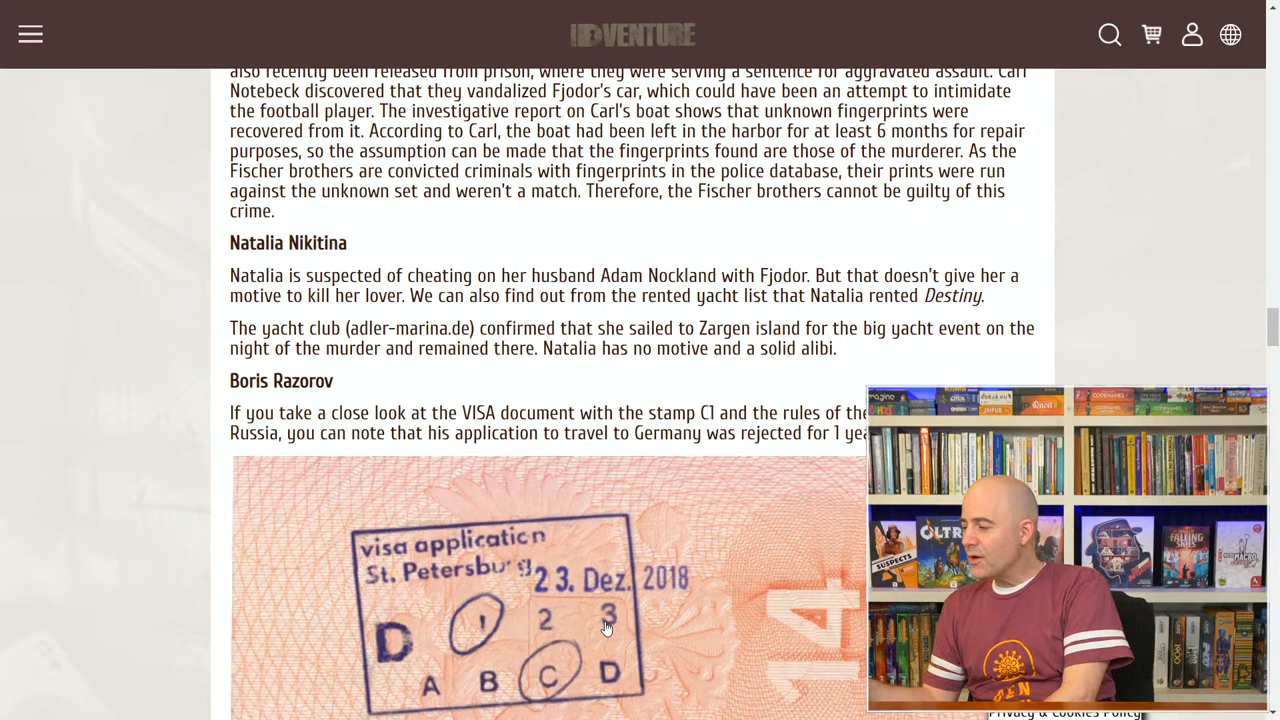 iDVENTURE
also recently been released from prison, where they were serving a sentence for aggravated assault. Carl
Notebeck discovered that they vandalized Fjodor's car, which could have been an attempt to intimidate
the football player. The investigative report on Carl's boat shows that unknown fingerprints were
recovered from it. According to Carl, the boat had been left in the harbor for at least 6 months for repair
purposes, so the assumption can be made that the fingerprints found are those of the murderer. As the
Fischer brothers are convicted criminals with fingerprints in the police database, their prints were run
against the unknown set and weren't a match. Therefore, the Fischer brothers cannot be guilty of this
crime.
Natalia Nikitina
Natalia is suspected of cheating on her husband Adam Nockland with Fjodor. But that doesn't give her a
motive to kill her lover. We can also find out from the rented yacht list that Natalia rented Destiny.
The yacht club (adler-marina.de) confirmed that she sailed to Zargen island for the big yacht event on the
night of the murder and remained there. Natalia has no motive and a solid alibi.
Boris Razorov
If you take a close look at the VISA document with the stamp C1 and the rules of the
Russia, you can note that his application to travel to Germany was rejected for 1 yea
visa application
St. Petersburg
23. Dez. 2018
D 1 2 3
A B C D
14
SUSPECTS
OLTR
FALLING
SKIES
Privacy & Cookies Policy